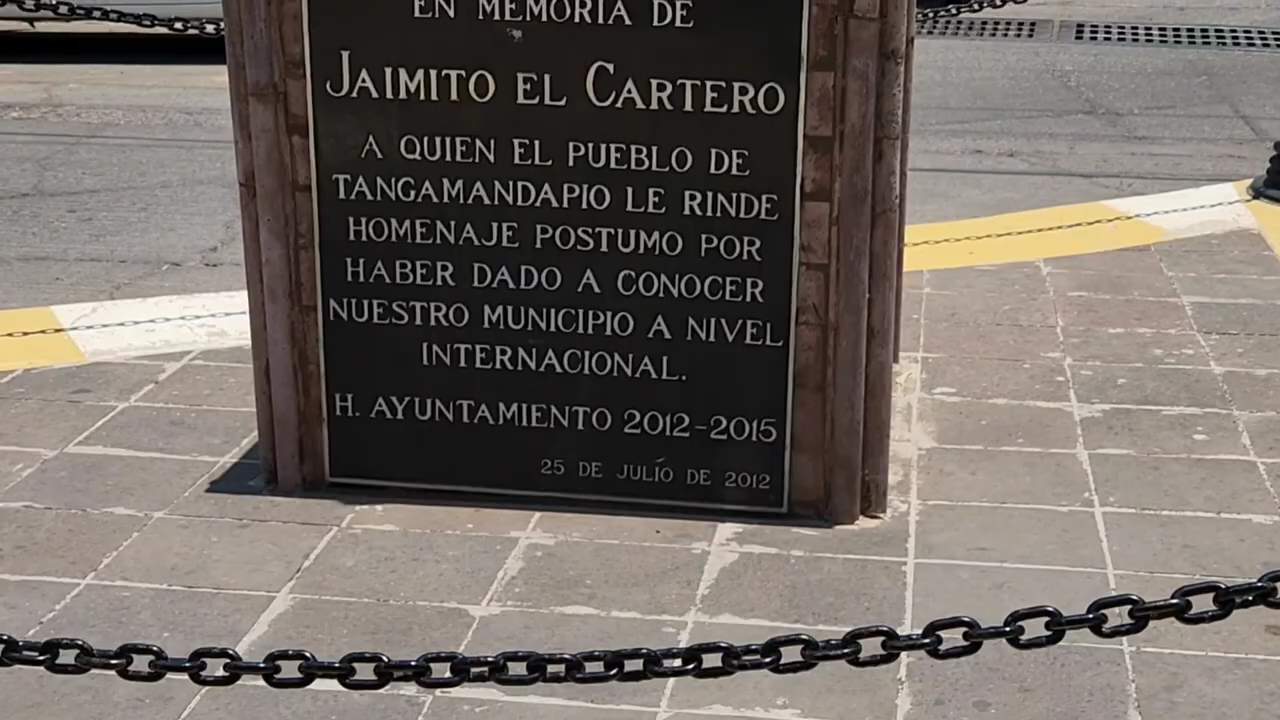 EN MEMORIA DE
JAIMITO EL CARTERO
A QUIEN EL PUEBLO DE
TANGAMANDAPIO LE RINDE
HOMENAJE POSTUMO POR
HABER DADO A CONOCER
NUESTRO MUNICIPIO A NIVEL
INTERNACIONAL.
H. AYUNTAMIENTO 2012-2015
25 DE JULIO DE 2012